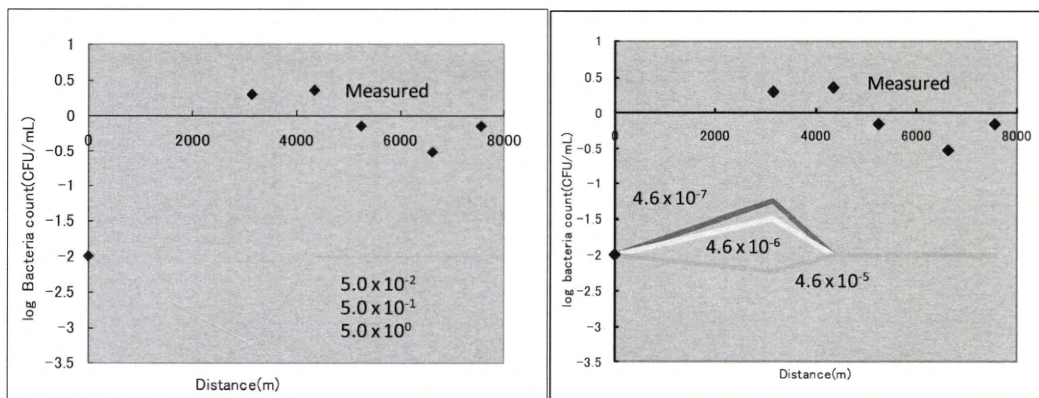 1
0.5
0
-0.5
-1
-1.5
-2
-2.5
-3
-3.5
0 2000 4000 6000 8000
Measured
5.0 x 10⁻²
5.0 x 10⁻¹
5.0 x 10⁰
log Bacteria count(CFU/mL)
Distance(m)
1
0.5
0
-0.5
-1
-1.5
-2
-2.5
-3
-3.5
0 2000 4000 6000 8000
Measured
4.6 x 10⁻⁷
4.6 x 10⁻⁶
4.6 x 10⁻⁵
log bacteria count(CFU/mL)
Distance(m)